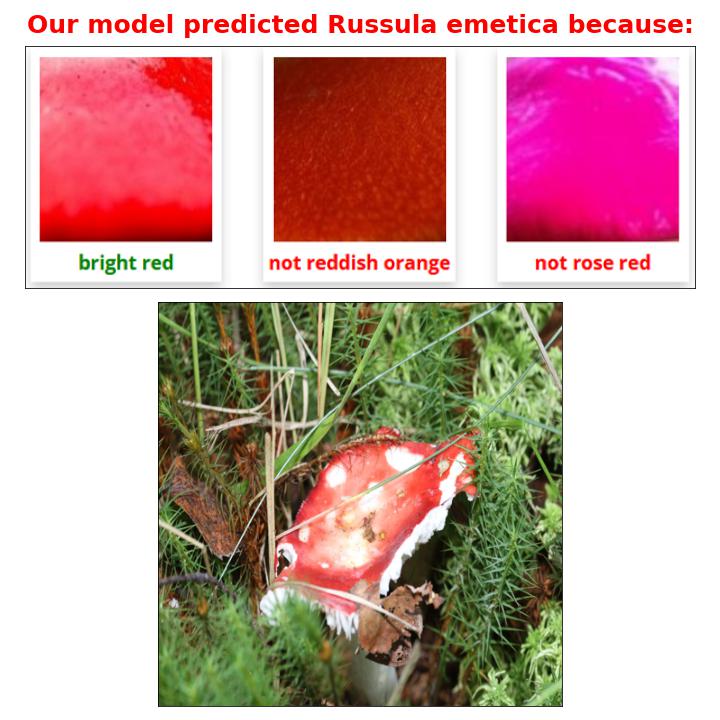 Our model predicted Russula emetica because:
bright red
not reddish orange
not rose red